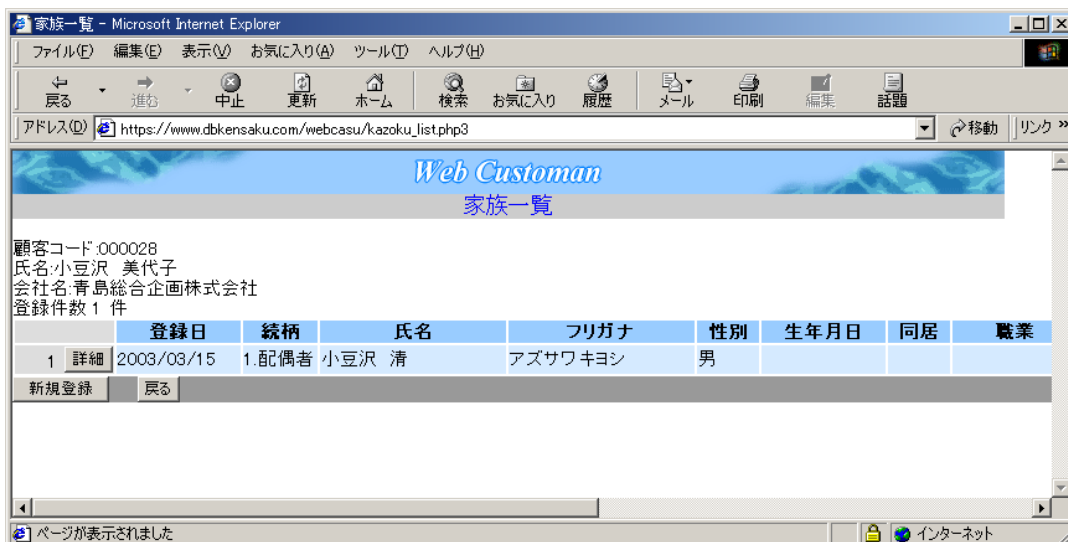 家族一覧 - Microsoft Internet Explorer
ファイル(F) 編集(E) 表示(V) お気に入り(A) ツール(T) ヘルプ(H)
戻る 進む 中止 更新 ホーム 検索 お気に入り 履歴 メール 印刷 編集 話題
アドレス(D) https://www.dbkensaku.com/webcasu/kazoku_list.php3 移動 リンク »
Web Customan
家族一覧
顧客コード:000028
氏名:小豆沢 美代子
会社名:青島総合企画株式会社
登録件数 1 件
登録日 続柄 氏名 フリガナ 性別 生年月日 同居 職業
1 詳細 2003/03/15 1.配偶者 小豆沢 清 アズサワ キヨシ 男
新規登録 戻る
ページが表示されました インターネット